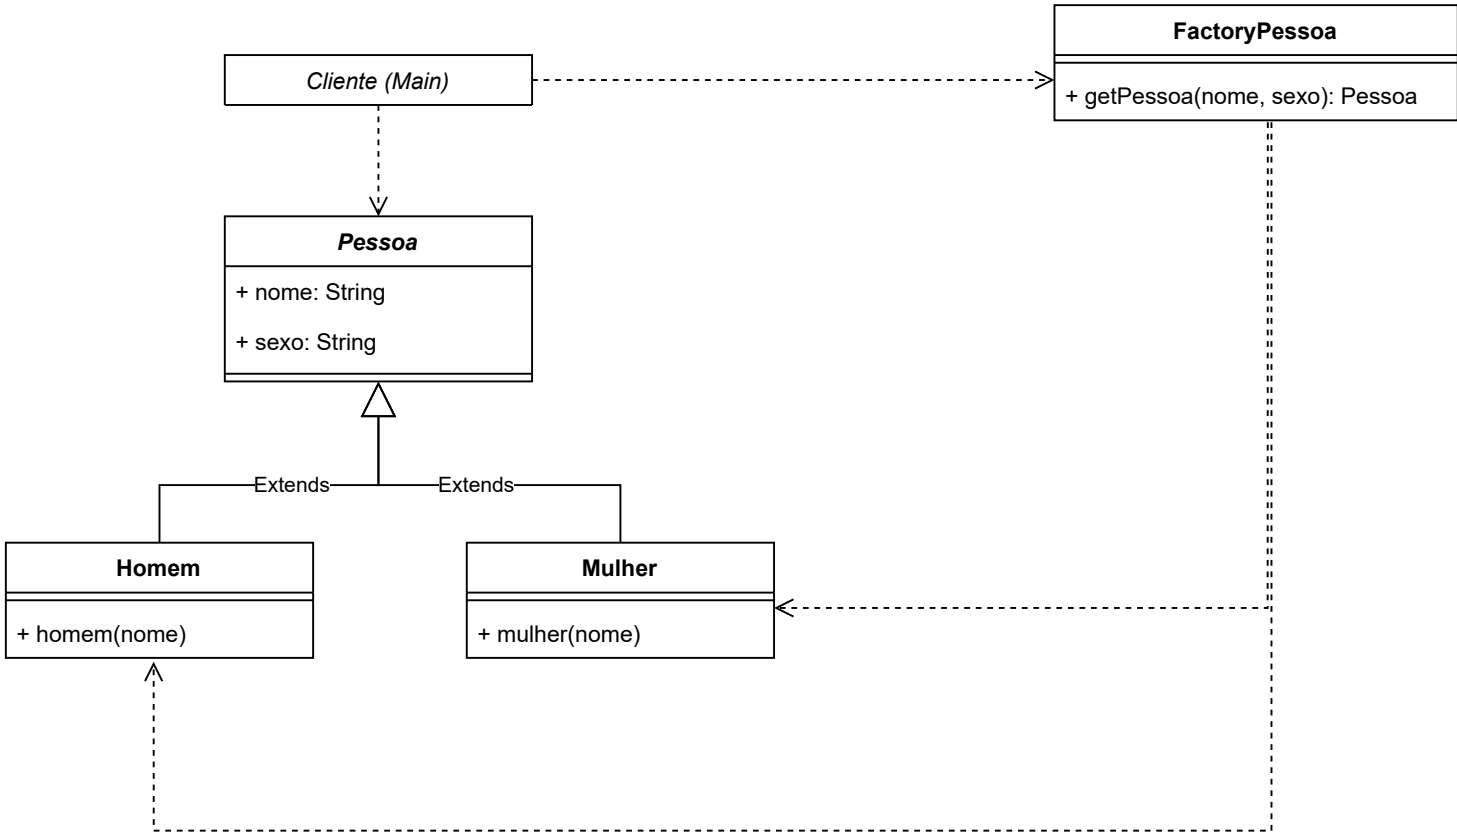 FactoryPessoa
+ getPessoa(nome, sexo): Pessoa
Cliente (Main)
Pessoa
+ nome: String
+ sexo: String
Extends
Extends
Homem
+ homem(nome)
Mulher
+ mulher(nome)